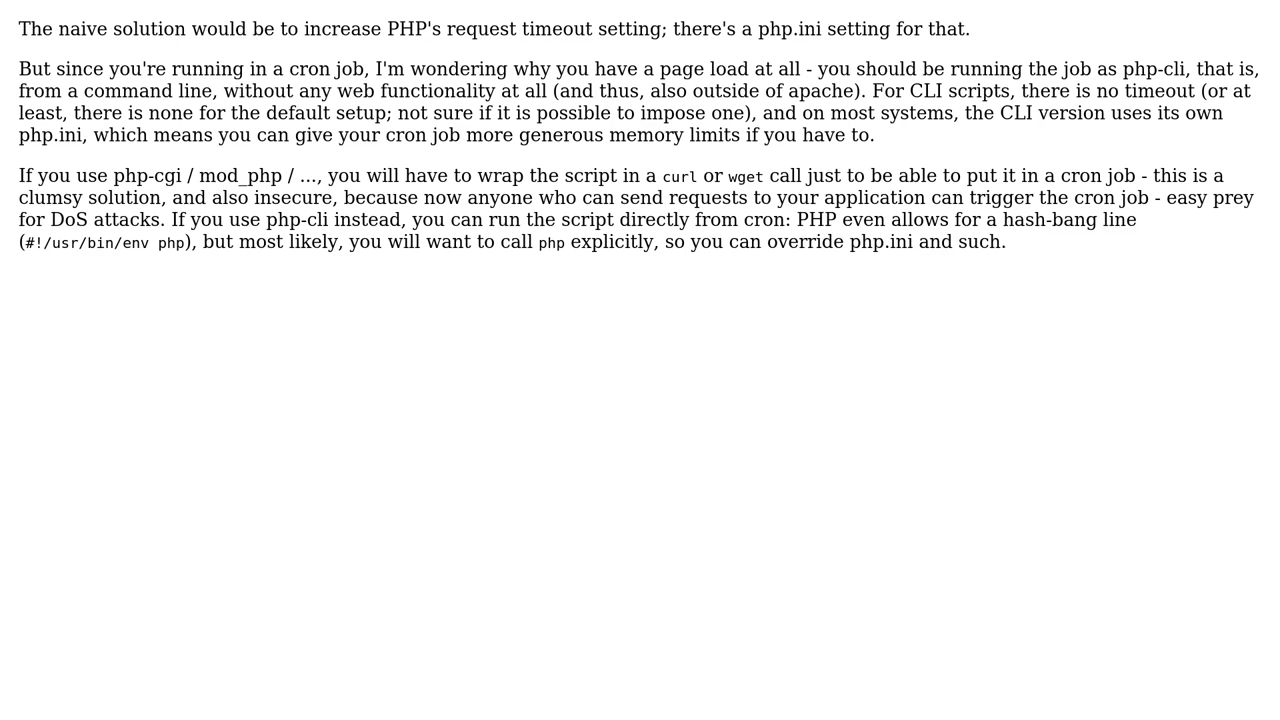 The naive solution would be to increase PHP's request timeout setting; there's a php.ini setting for that.
But since you're running in a cron job, I'm wondering why you have a page load at all - you should be running the job as php-cli, that is,
from a command line, without any web functionality at all (and thus, also outside of apache). For CLI scripts, there is no timeout (or at
least, there is none for the default setup; not sure if it is possible to impose one), and on most systems, the CLI version uses its own
php.ini, which means you can give your cron job more generous memory limits if you have to.
If you use php-cgi / mod_php / ..., you will have to wrap the script in a curl or wget call just to be able to put it in a cron job - this is a
clumsy solution, and also insecure, because now anyone who can send requests to your application can trigger the cron job - easy prey
for DoS attacks. If you use php-cli instead, you can run the script directly from cron: PHP even allows for a hash-bang line
(#!/usr/bin/env php), but most likely, you will want to call php explicitly, so you can override php.ini and such.